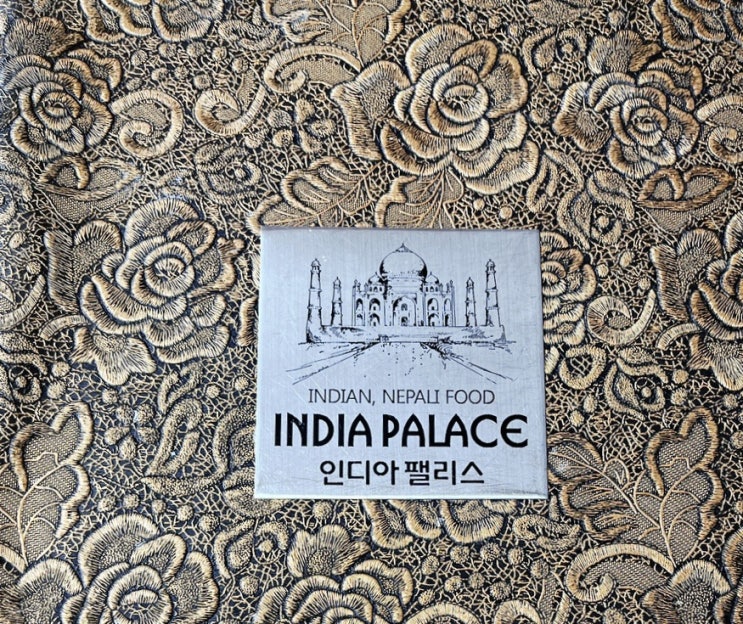 INDIAN, NEPALI FOOD
INDIA PALACE
인디아 팰리스